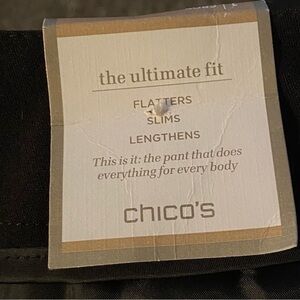 the ultimate fit
FLATTERS
SLIMS
LENGTHENS
This is it: the pant that does
everything for every body
chico's